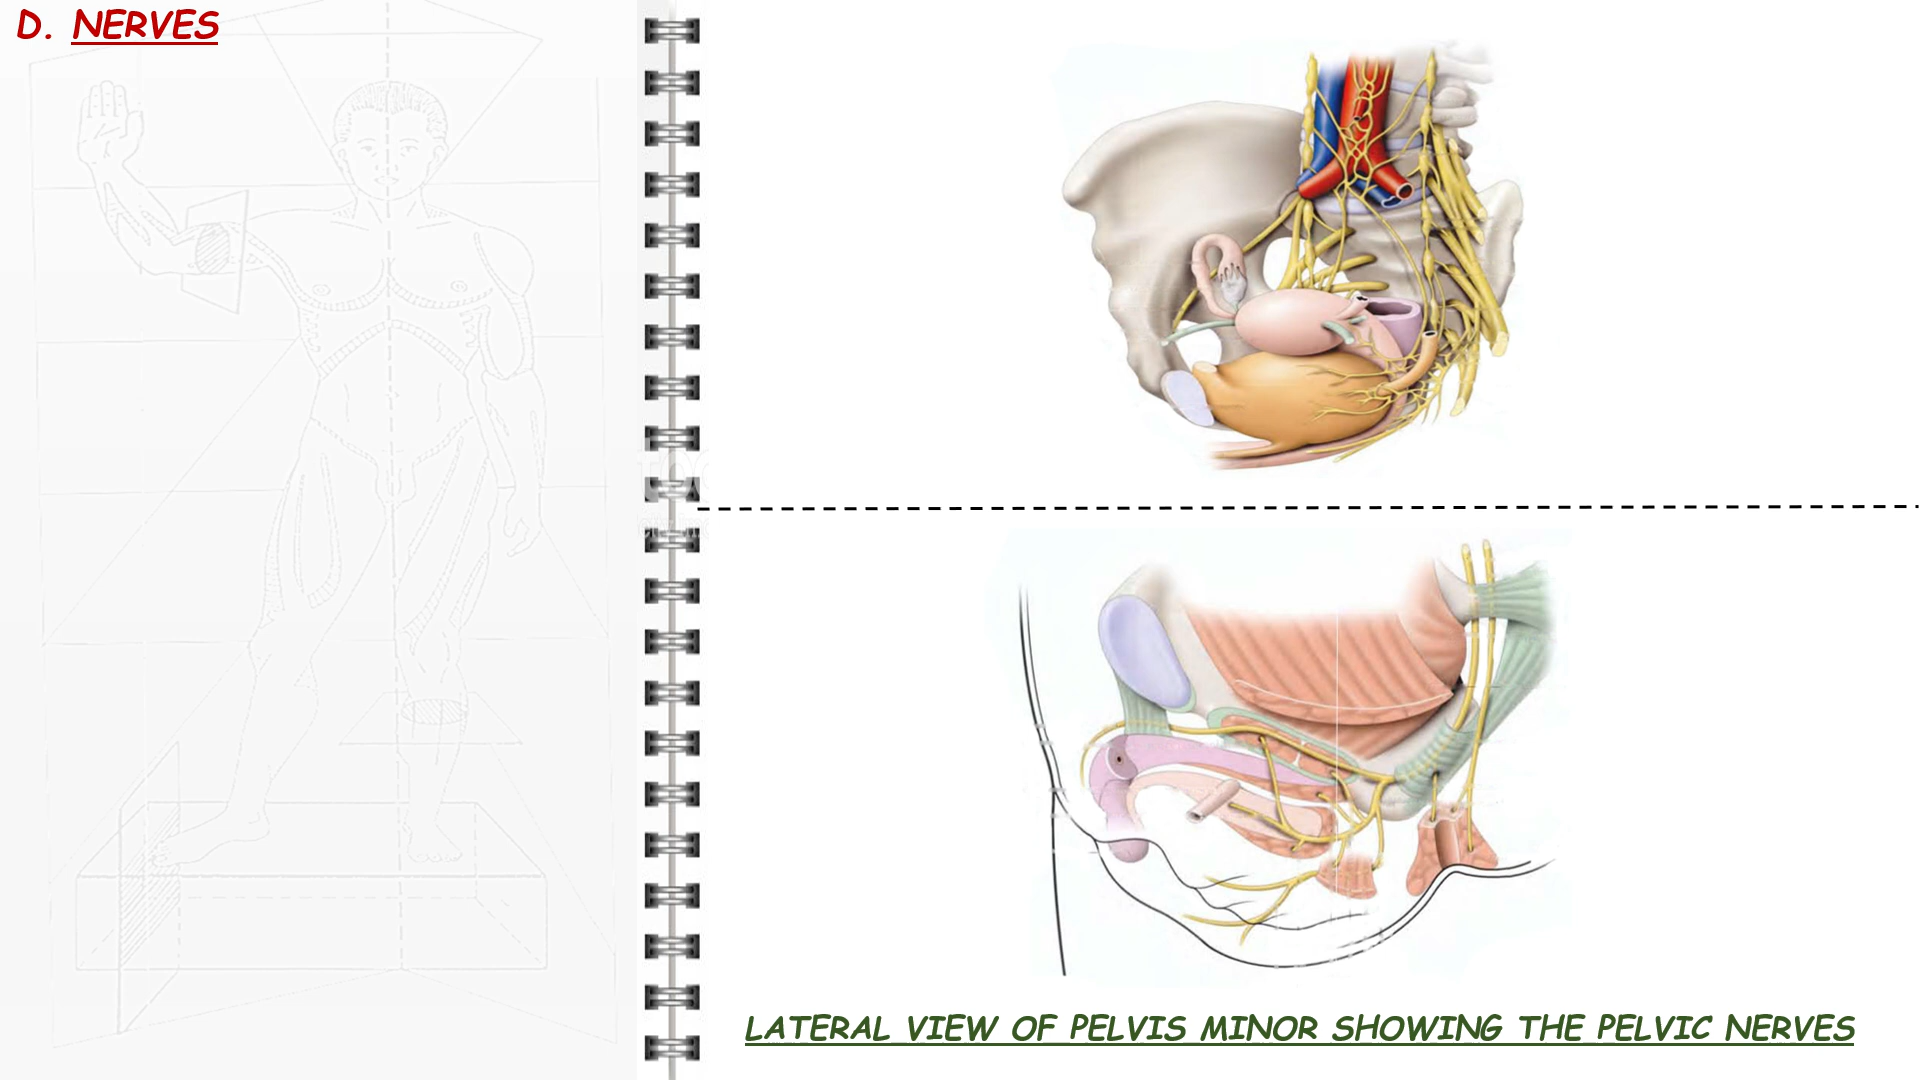 D. NERVES
LATERAL VIEW OF PELVIS MINOR SHOWING THE PELVIC NERVES